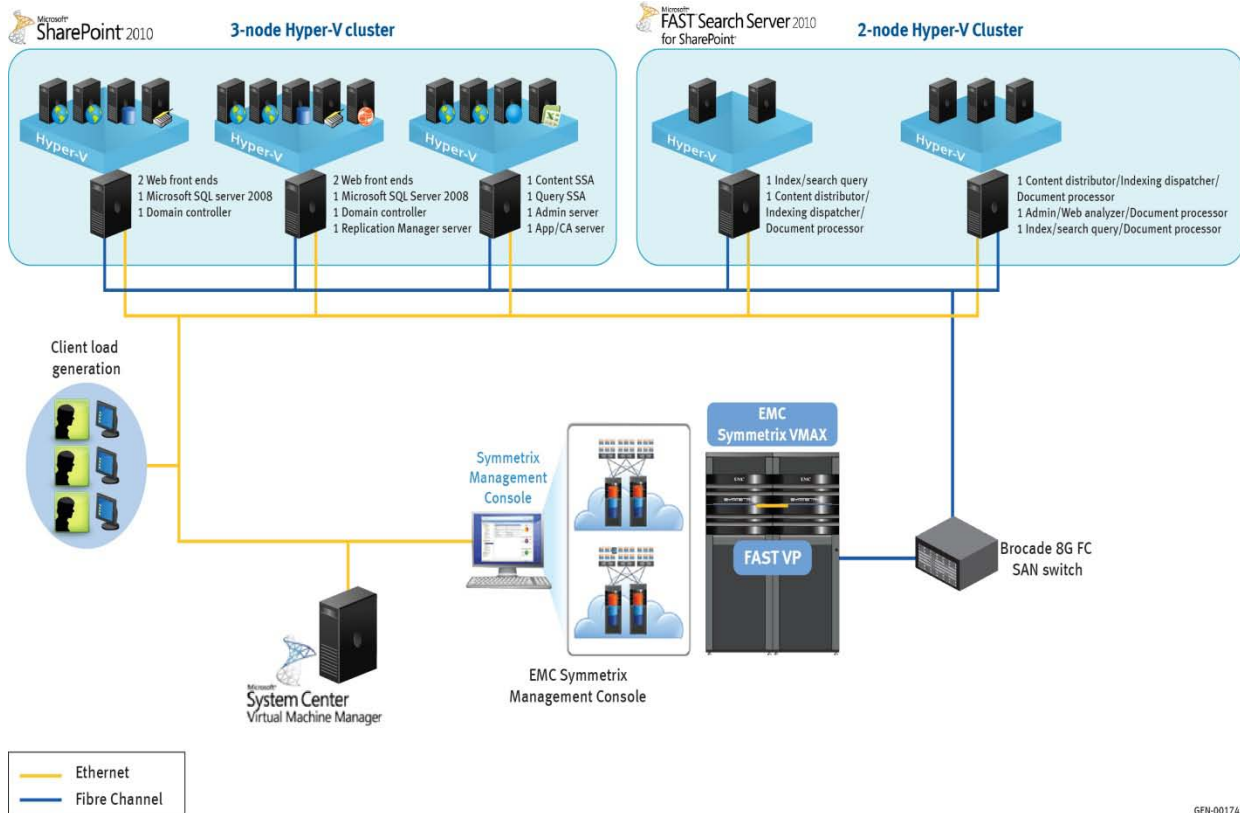 Microsoft
SharePoint 2010
3-node Hyper-V cluster
Microsoft
FAST Search Server 2010
for SharePoint
2-node Hyper-V Cluster
Hyper-V
Hyper-V
Hyper-V
Hyper-V
Hyper-V
2 Web front ends
1 Microsoft SQL server 2008
1 Domain controller
2 Web front ends
1 Microsoft SQL Server 2008
1 Domain controller
1 Replication Manager server
1 Content SSA
1 Query SSA
1 Admin server
1 App/CA server
1 Index/search query
1 Content distributor/
Indexing dispatcher/
Document processor
1 Content distributor/Indexing dispatcher/
Document processor
1 Admin/Web analyzer/Document processor
1 Index/search query/Document processor
Client load
generation
Symmetrix
Management
Console
EMC
Symmetrix VMAX
EMC
EMC
FAST VP
Brocade 8G FC
SAN switch
EMC Symmetrix
Management Console
Microsoft
System Center
Virtual Machine Manager
Ethernet
Fibre Channel
GEN-00174